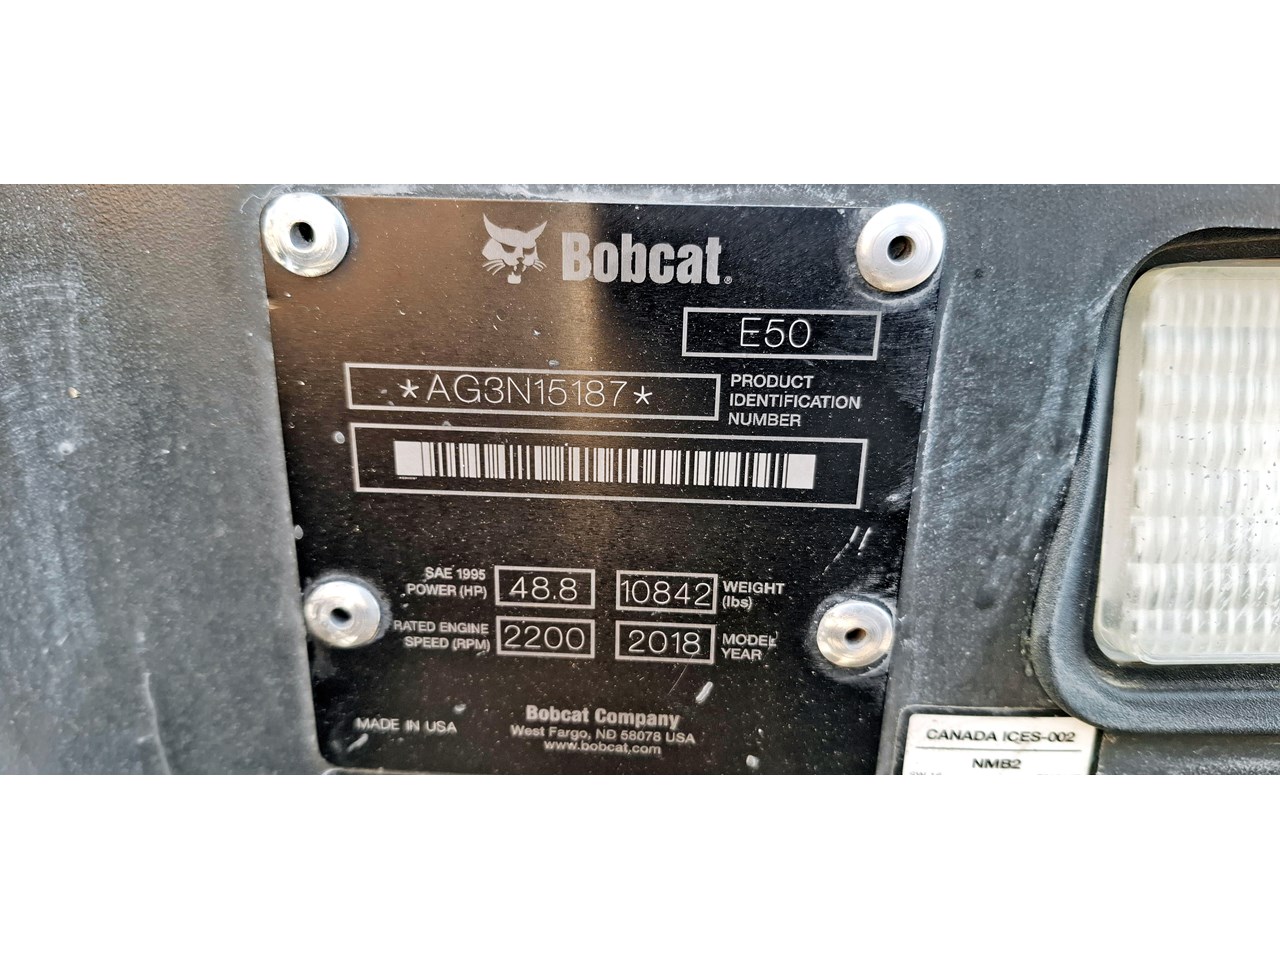 Bobcat®
E50
*AG3N15187*
PRODUCT
IDENTIFICATION
NUMBER
SAE 1995
POWER (HP)
48.8
10842
WEIGHT
(lbs)
RATED ENGINE
SPEED (RPM)
2200
2018
MODEL
YEAR
MADE IN USA
Bobcat Company
West Fargo, ND 58078 USA
www.bobcat.com
CANADA ICES-002
NMB2